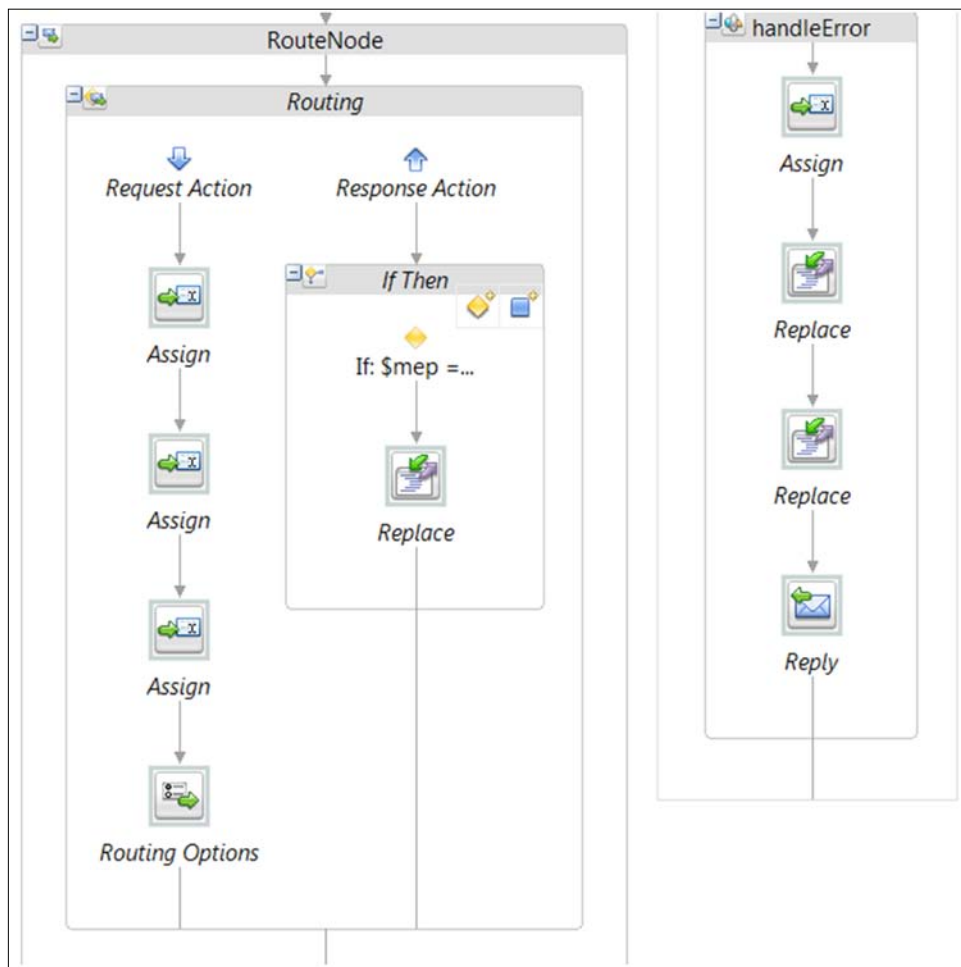 RouteNode
Routing
Request Action
Assign
Assign
Assign
Routing Options
Response Action
If Then
If: $mep =...
Replace
handleError
Assign
Replace
Replace
Reply